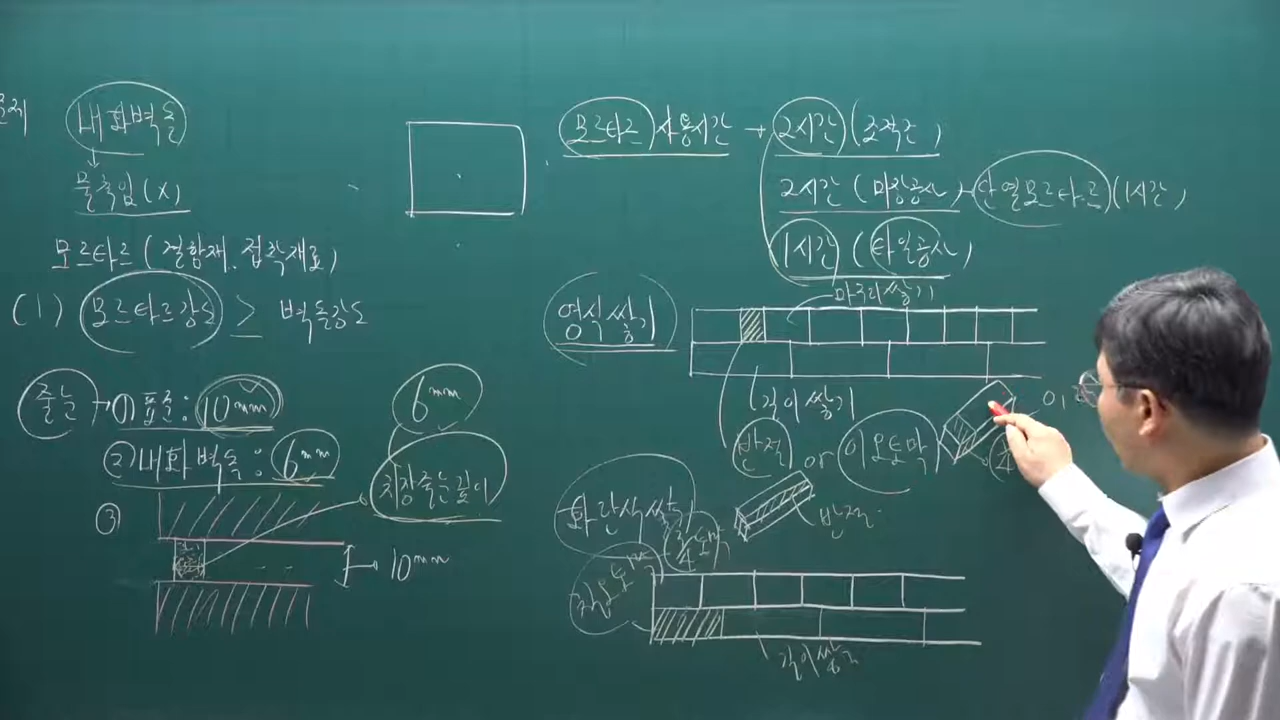 내화벽돌
물축임(X)
모르타르(결합재, 접착재료)
(1) 모르타르강도 ≥ 벽돌강도
줄눈 → ① 표준: 10mm
② 내화벽돌: 6mm
③
6mm
치장줄눈깊이
10mm
모르타르 사용시간 → 2시간 (조적조)
2시간 (미장공사) - 단열모르타르 (1시간)
1시간 (타일공사)
영식쌓기
마구리쌓기
길이쌓기
반절 or 이오토막
반절
화란식쌓기
3/4토막
칠오토막
길이쌓기